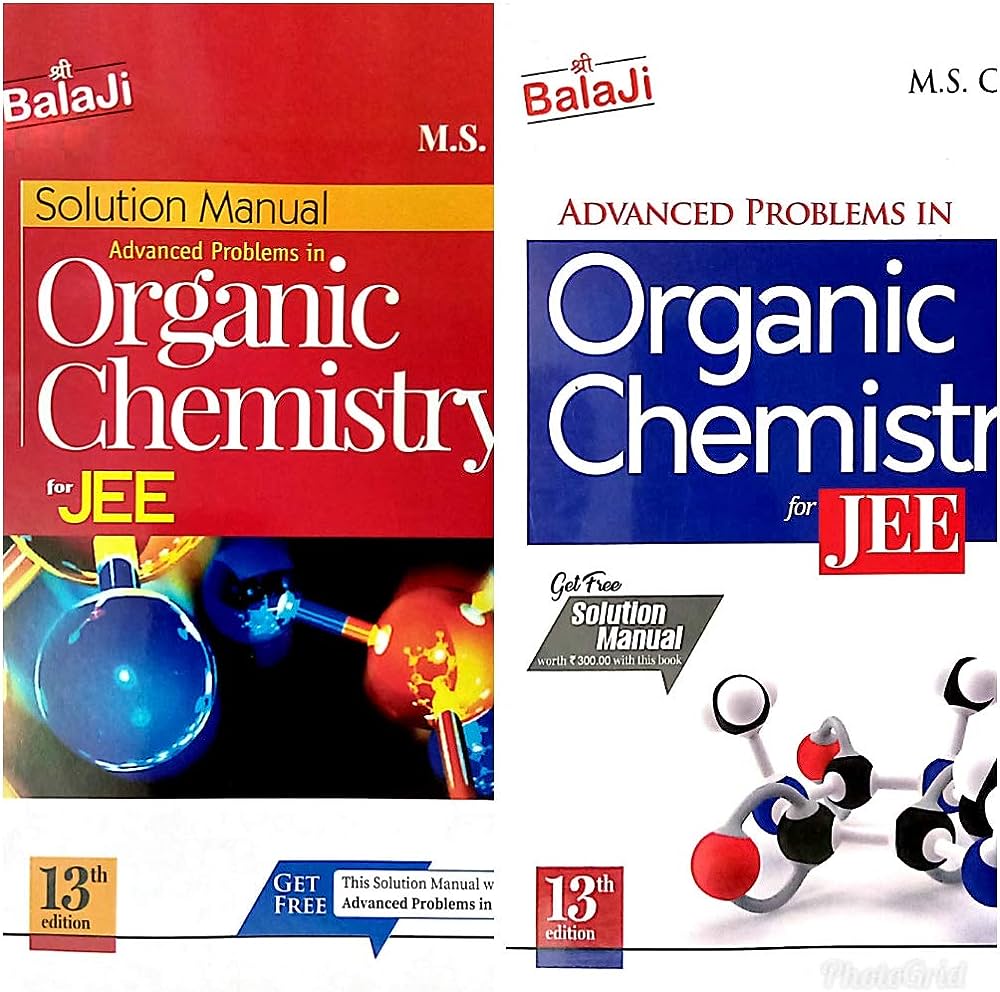 श्री
BalaJi
M.S.
Solution Manual
Advanced Problems in
Organic
Chemistry
for JEE
13th
edition
GET
FREE
This Solution Manual w
Advanced Problems in
श्री
BalaJi
M.S. C
ADVANCED PROBLEMS IN
Organic
Chemistr
for JEE
Get Free
Solution
Manual
worth ₹300.00 with this book
13th
edition
PhotoGrid